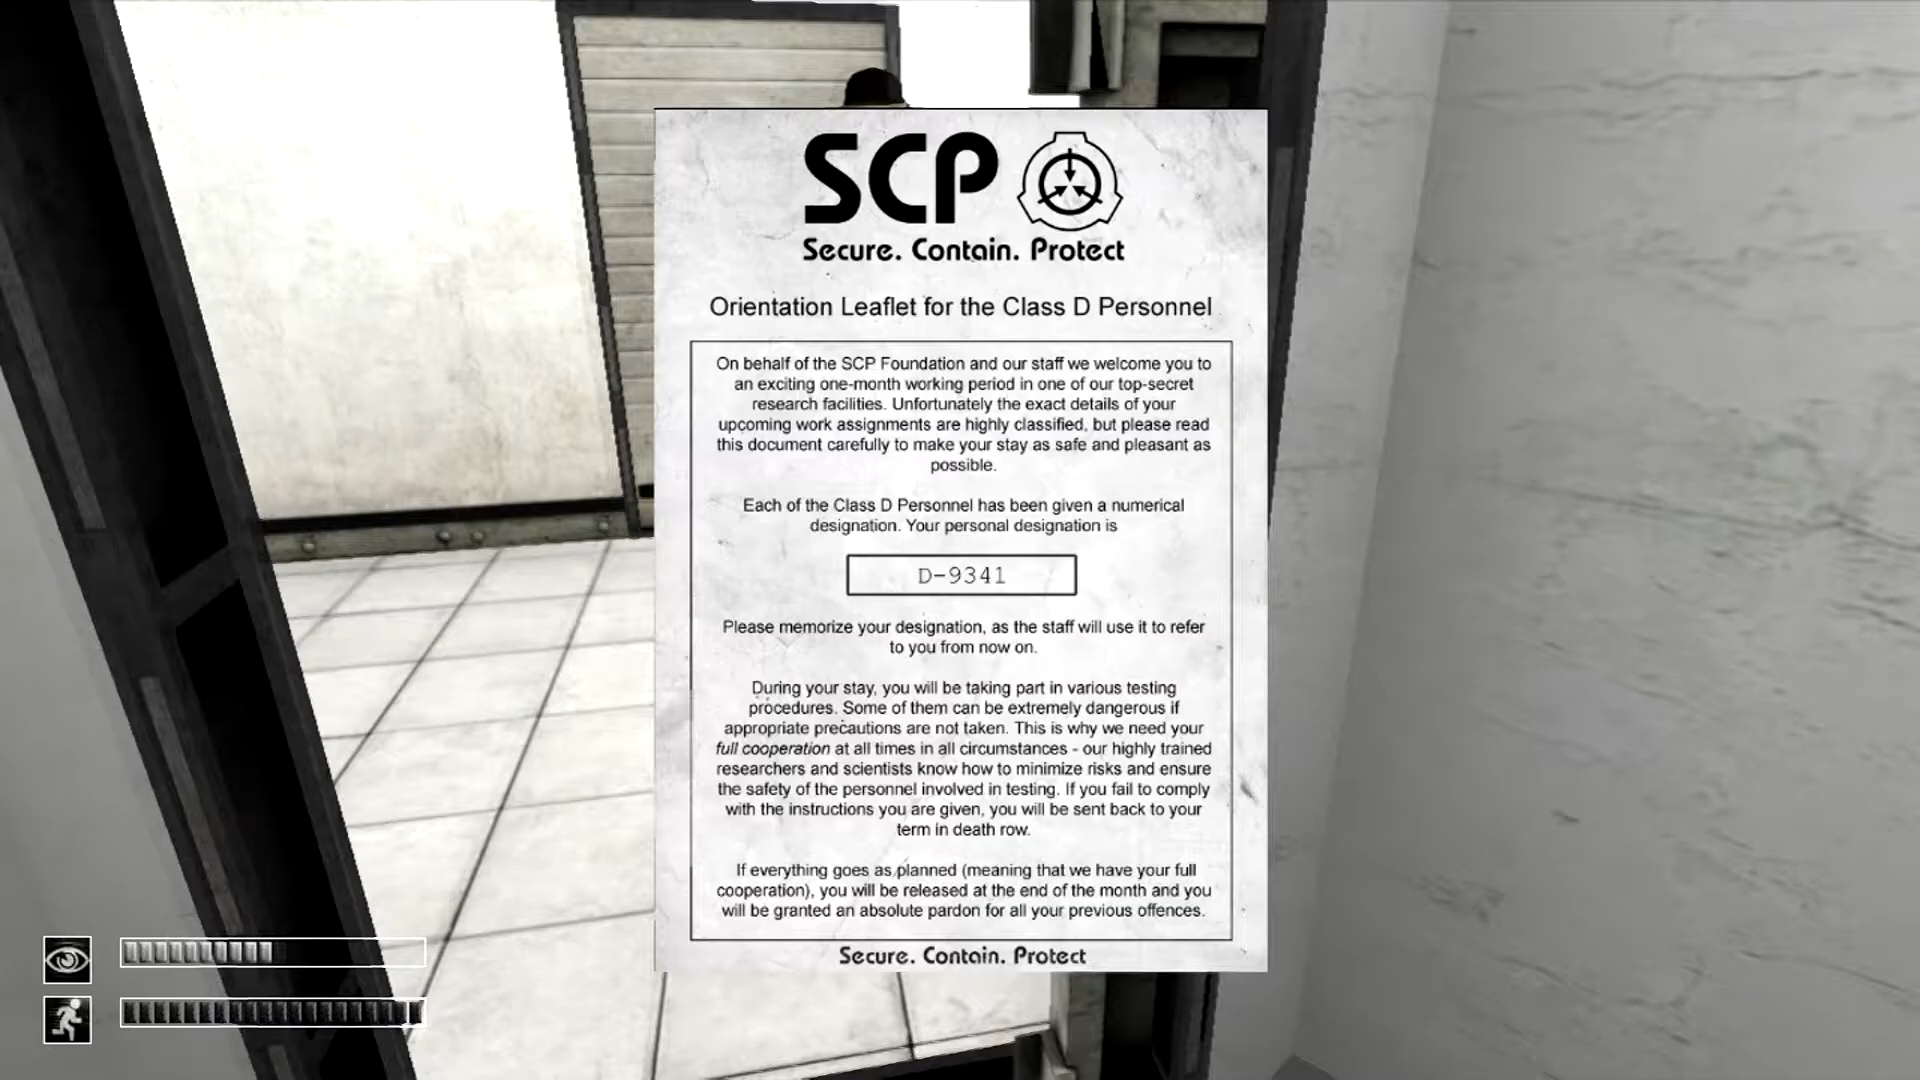 SCP
Secure. Contain. Protect
Orientation Leaflet for the Class D Personnel
On behalf of the SCP Foundation and our staff we welcome you to
an exciting one-month working period in one of our top-secret
research facilities. Unfortunately the exact details of your
upcoming work assignments are highly classified, but please read
this document carefully to make your stay as safe and pleasant as
possible.
Each of the Class D Personnel has been given a numerical
designation. Your personal designation is
D-9341
Please memorize your designation, as the staff will use it to refer
to you from now on.
During your stay, you will be taking part in various testing
procedures. Some of them can be extremely dangerous if
appropriate precautions are not taken. This is why we need your
full cooperation at all times in all circumstances - our highly trained
researchers and scientists know how to minimize risks and ensure
the safety of the personnel involved in testing. If you fail to comply
with the instructions you are given, you will be sent back to your
term in death row.
If everything goes as planned (meaning that we have your full
cooperation), you will be released at the end of the month and you
will be granted an absolute pardon for all your previous offences.
Secure. Contain. Protect